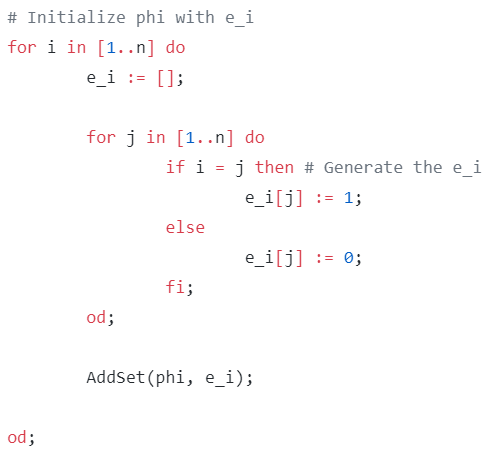 # Initialize phi with e_i
for i in [1..n] do
        e_i := [];

        for j in [1..n] do
                if i = j then # Generate the e_i
                        e_i[j] := 1;
                else
                        e_i[j] := 0;
                fi;
        od;

        AddSet(phi, e_i);

od;